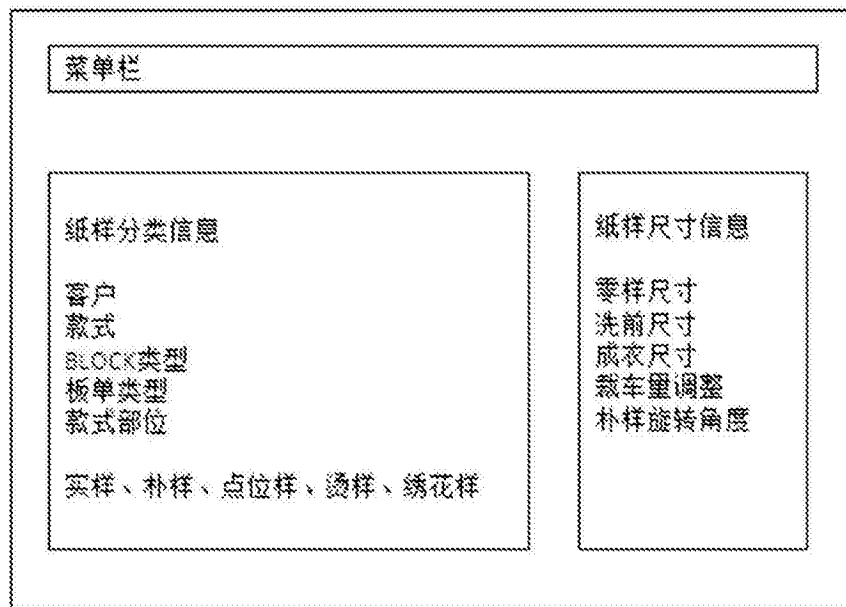 菜单栏
纸样分类信息
客户
款式
BLOCK类型
板单类型
款式部位
实样、朴样、点位样、烫样、绣花样
纸样尺寸信息
零样尺寸
洗前尺寸
成衣尺寸
裁车量调整
朴样旋转角度